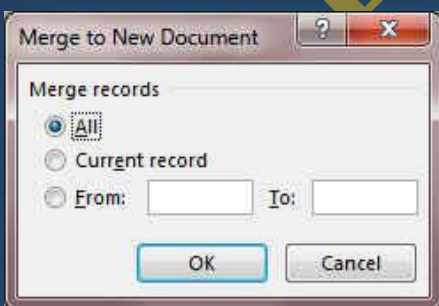 Merge to New Document
Merge records
All
Current record
From: To:
OK Cancel